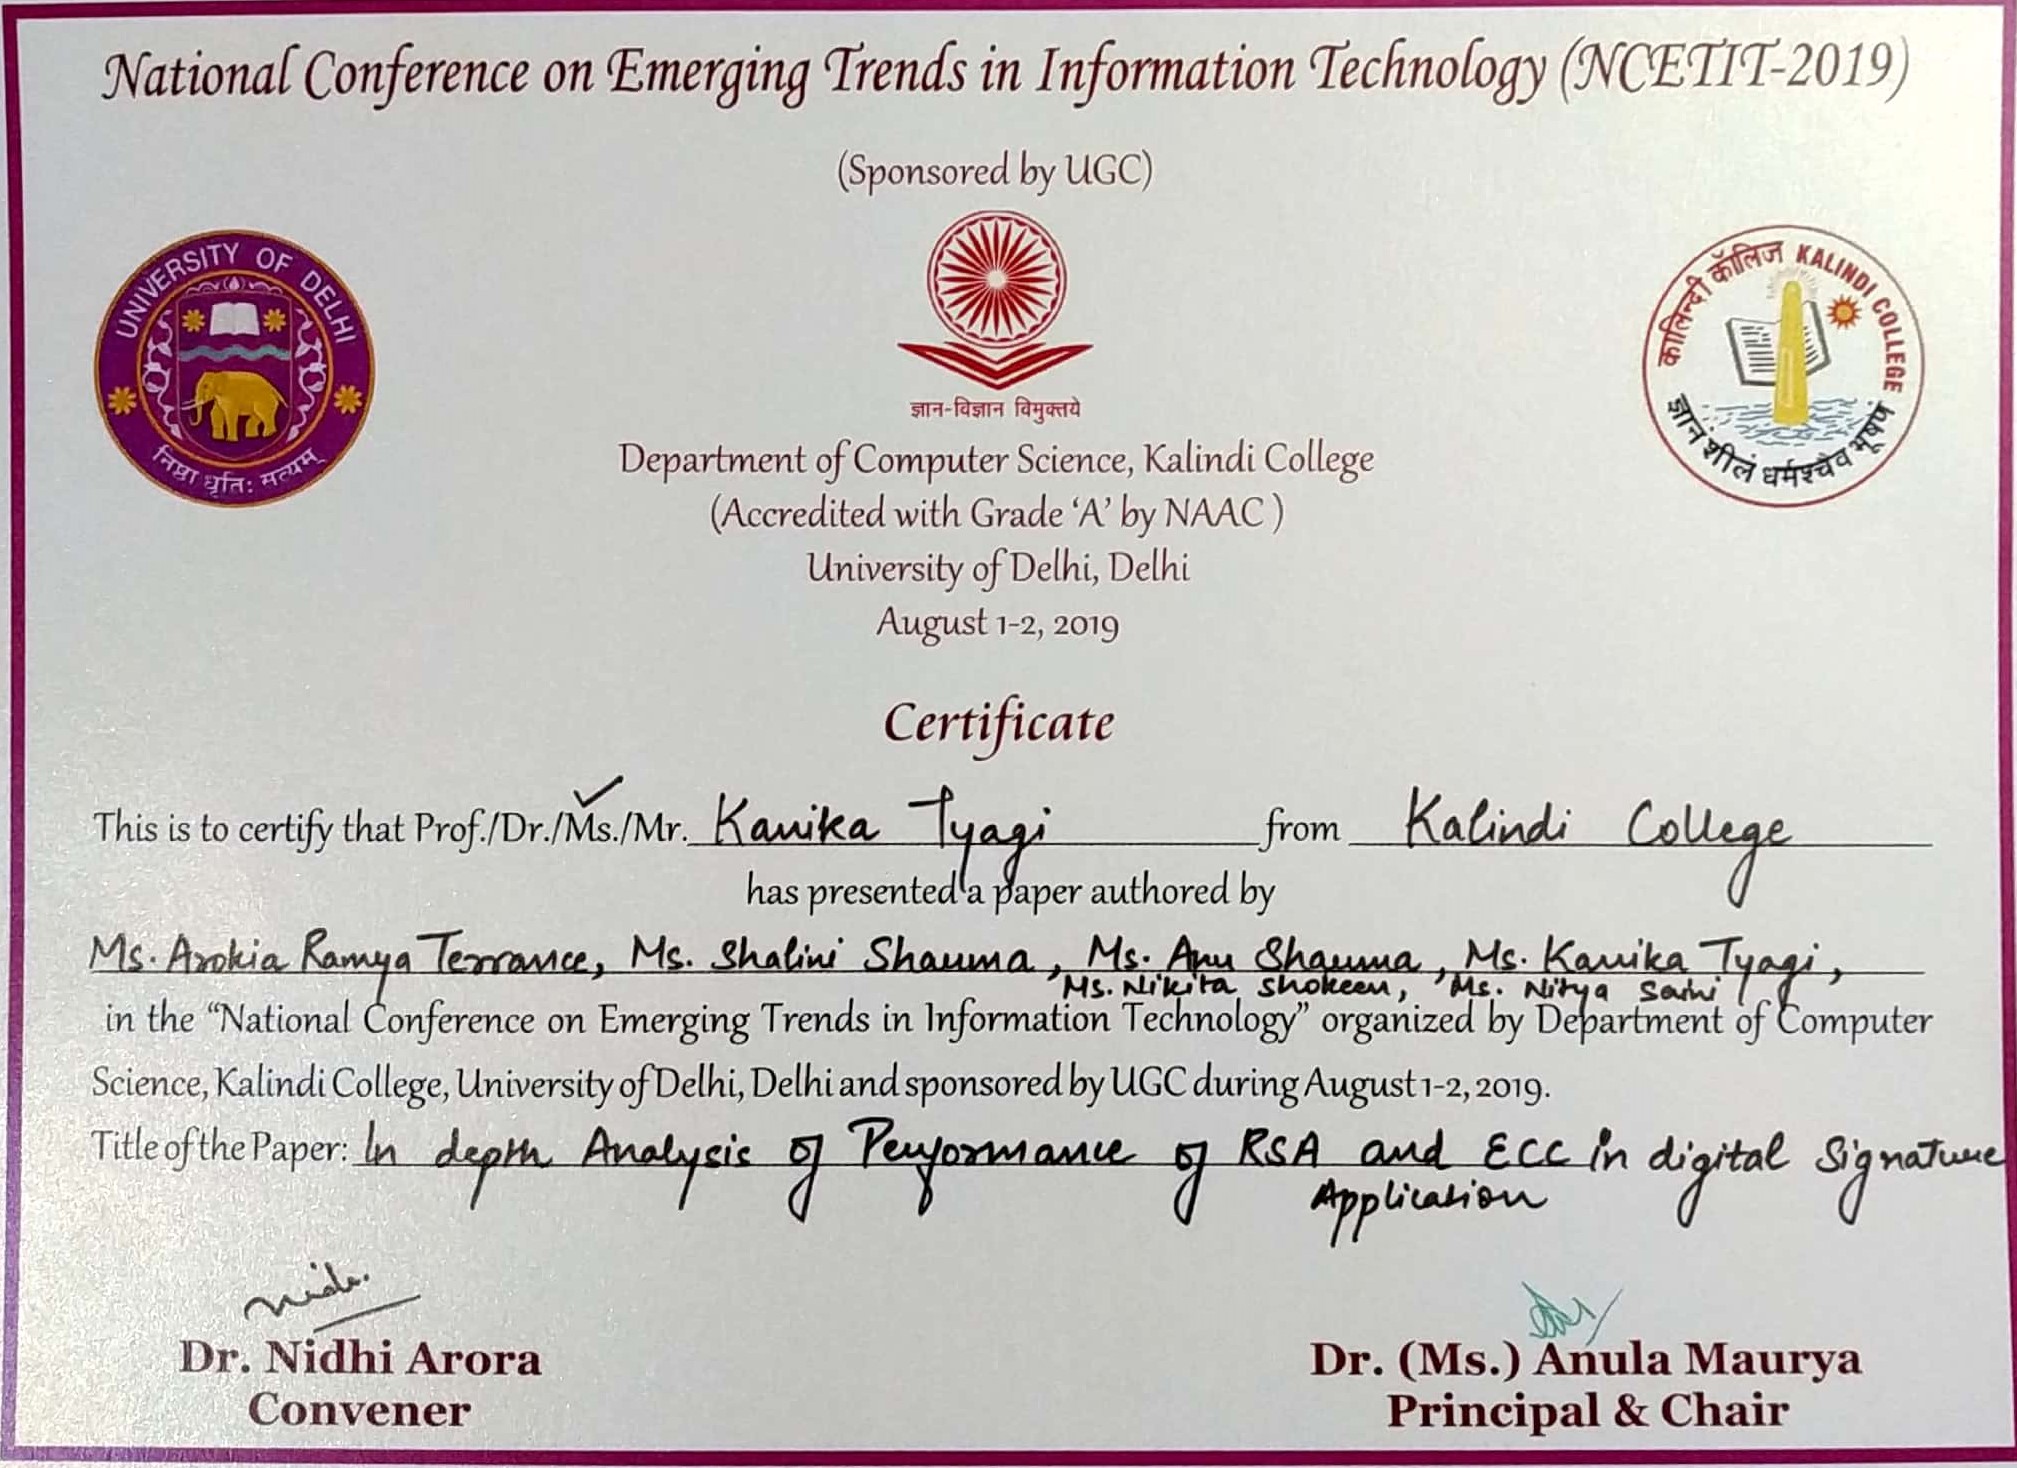 National Conference on Emerging Trends in Information Technology (NCETIT-2019)
(Sponsored by UGC)
UNIVERSITY OF DELHI
निष्ठा धृतिः सत्यम्
ज्ञान-विज्ञान विमुक्तये
कालिन्दी कॉलिज KALINDI COLLEGE
ज्ञानं शीलं धर्मश्चैव भूषणं
Department of Computer Science, Kalindi College
(Accredited with Grade ‘A’ by NAAC )
University of Delhi, Delhi
August 1-2, 2019
Certificate
This is to certify that Prof./Dr./Ms./Mr. Kanika Tyagi from Kalindi College
has presented a paper authored by
Ms. Arokia Ramya Terrance, Ms. Shalini Sharma, Ms. Anu Sharma, Ms. Kanika Tyagi,
Ms. Nikita Shokeen, Ms. Nitya Saini
in the “National Conference on Emerging Trends in Information Technology” organized by Department of Computer
Science, Kalindi College, University of Delhi, Delhi and sponsored by UGC during August 1-2, 2019.
Title of the Paper: In depth Analysis of Performance of RSA and ECC in digital Signature
Application
Nidhi
Dr. Nidhi Arora
Convener
Dr. (Ms.) Anula Maurya
Principal & Chair